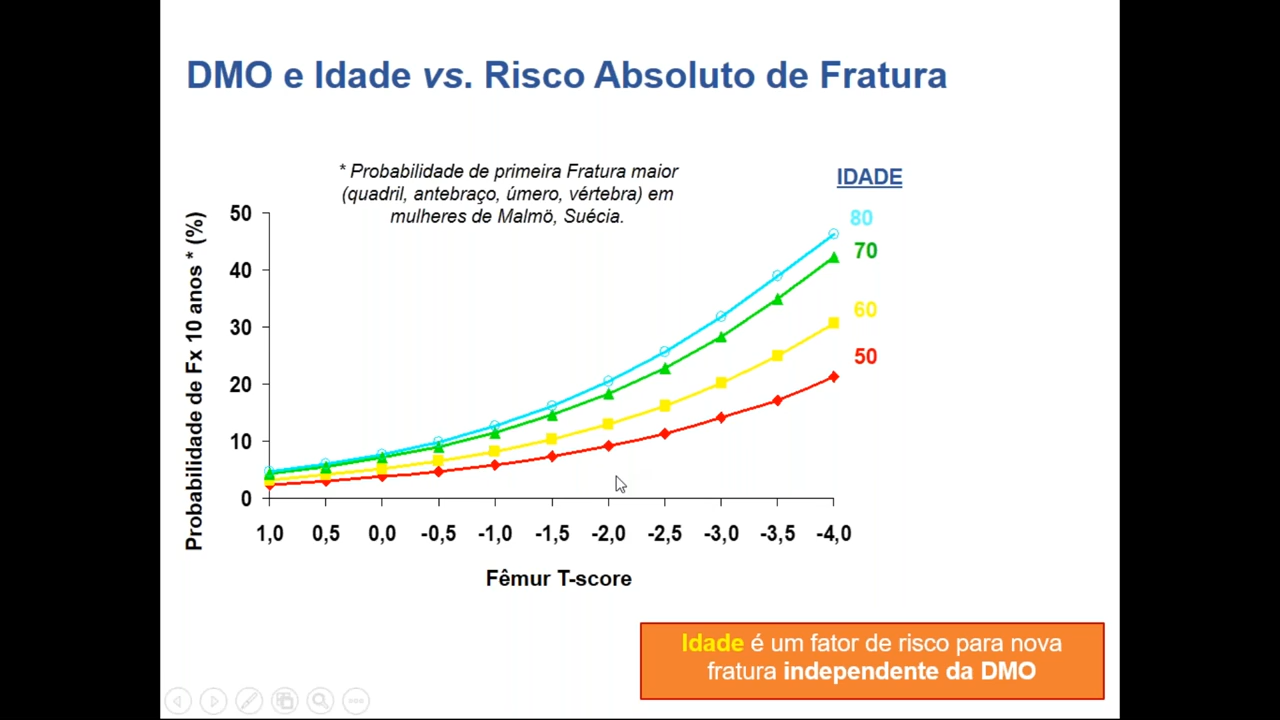 DMO e Idade vs. Risco Absoluto de Fratura
* Probabilidade de primeira Fratura maior
(quadril, antebraço, úmero, vértebra) em
mulheres de Malmö, Suécia.
IDADE
80
70
60
50
Probabilidade de Fx 10 anos * (%)
50
40
30
20
10
0
1,0 0,5 0,0 -0,5 -1,0 -1,5 -2,0 -2,5 -3,0 -3,5 -4,0
Fêmur T-score
Idade é um fator de risco para nova
fratura independente da DMO